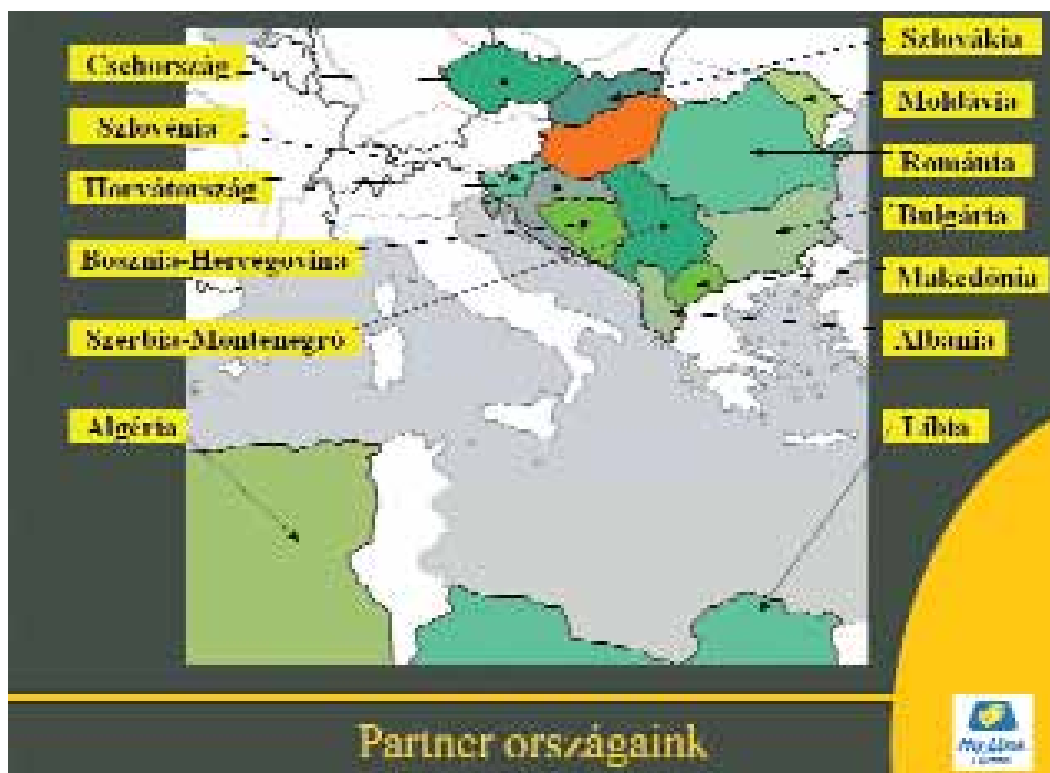 Csehország
Szlovénia
Horvátország
Bosznia-Hercegovina
Szerbia-Montenegró
Algéria
Szlovákia
Moldávia
Románia
Bulgária
Makedónia
Albánia
Líbia
Partner országaink